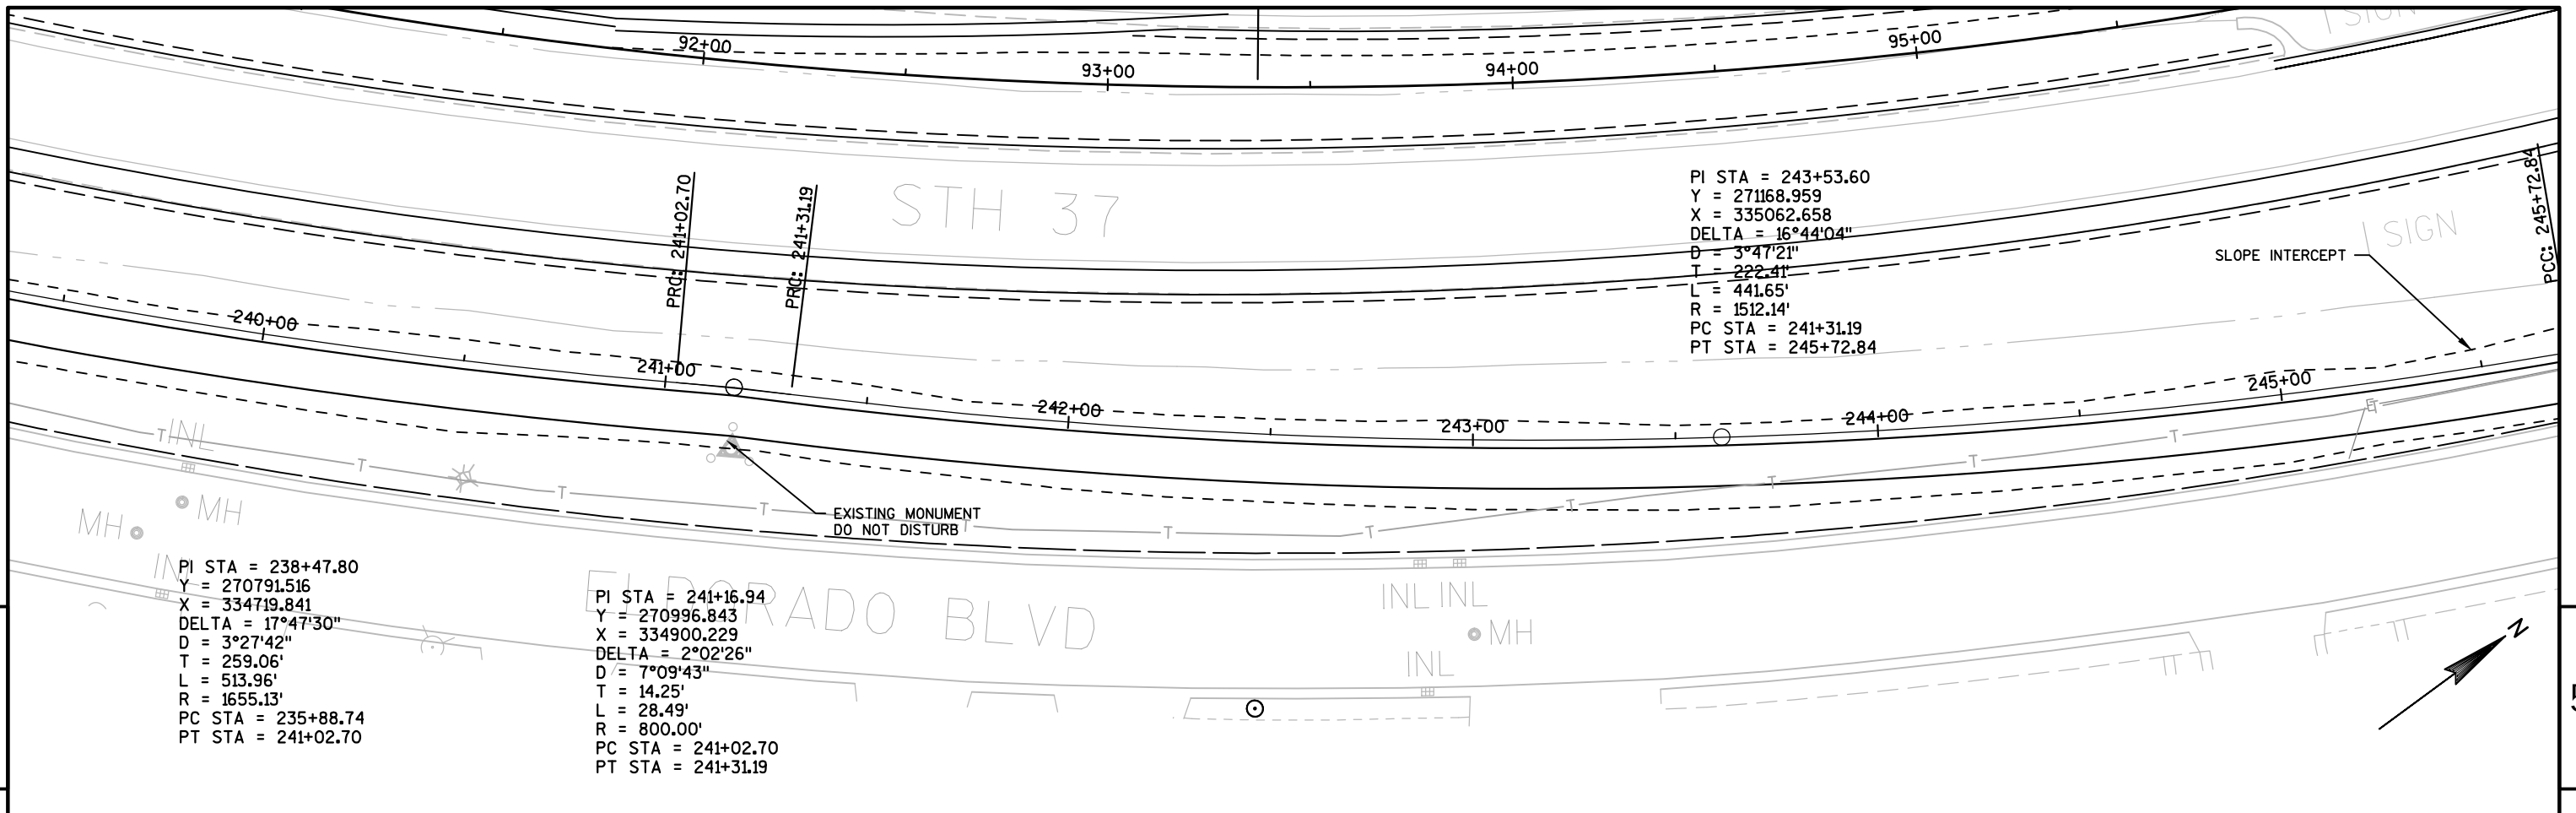 SIGN
92+00
93+00
94+00
95+00
STH 37
PRC: 241+02.70
PRC: 241+31.19
PI STA = 243+53.60
Y = 271168.959
X = 335062.658
DELTA = 16°44'04"
D = 3°47'21"
T = 222.41'
L = 441.65'
R = 1512.14'
PC STA = 241+31.19
PT STA = 245+72.84
SLOPE INTERCEPT
SIGN
PCC: 245+72.84
240+00
241+00
242+00
243+00
244+00
245+00
INL
T
T
T
T
T
T
T
T
T
T
T
E
T
MH
MH
EXISTING MONUMENT
DO NOT DISTURB
INL
PI STA = 238+47.80
Y = 270791.516
X = 334719.841
DELTA = 17°47'30"
D = 3°27'42"
T = 259.06'
L = 513.96'
R = 1655.13'
PC STA = 235+88.74
PT STA = 241+02.70
ELDORADO BLVD
PI STA = 241+16.94
Y = 270996.843
X = 334900.229
DELTA = 2°02'26"
D = 7°09'43"
T = 14.25'
L = 28.49'
R = 800.00'
PC STA = 241+02.70
PT STA = 241+31.19
INL INL
MH
INL
N
5